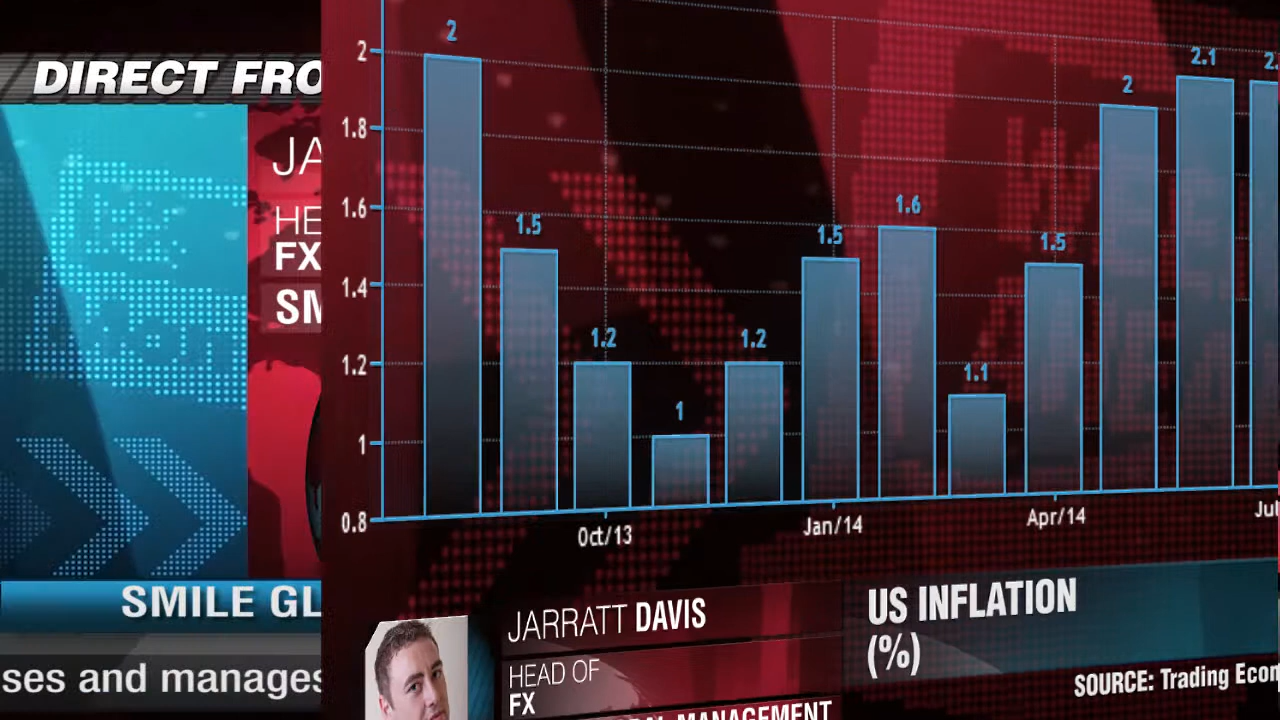 DIRECT FRO
JA
HE
FX
SM
SMILE GL
ses and manages
2
1.8
1.6
1.4
1.2
1
0.8
2
1.5
1.2
1
1.2
1.5
1.6
1.1
1.5
2
2.1
2.
Oct/13
Jan/14
Apr/14
Jul
JARRATT DAVIS
HEAD OF
FX
MANAGEMENT
US INFLATION
(%)
SOURCE: Trading Econ